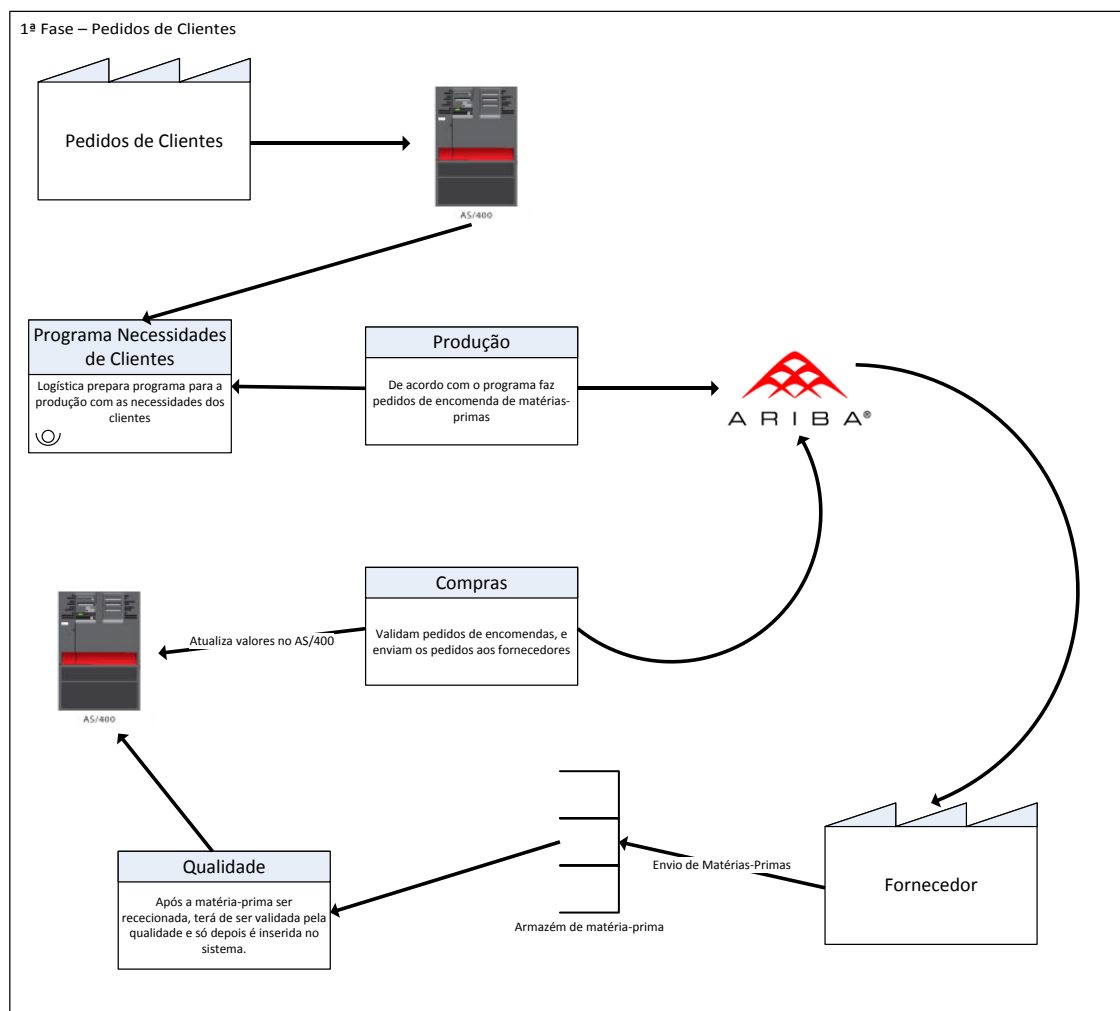 1ª Fase – Pedidos de Clientes
Pedidos de Clientes
AS/400
Programa Necessidades
de Clientes
Logística prepara programa para a
produção com as necessidades dos
clientes
Produção
De acordo com o programa faz
pedidos de encomenda de matérias-
primas
ARIBA®
Compras
Validam pedidos de encomendas, e
enviam os pedidos aos fornecedores
Atualiza valores no AS/400
AS/400
Qualidade
Após a matéria-prima ser
rececionada, terá de ser validada pela
qualidade e só depois é inserida no
sistema.
Armazém de matéria-prima
Envio de Matérias-Primas
Fornecedor